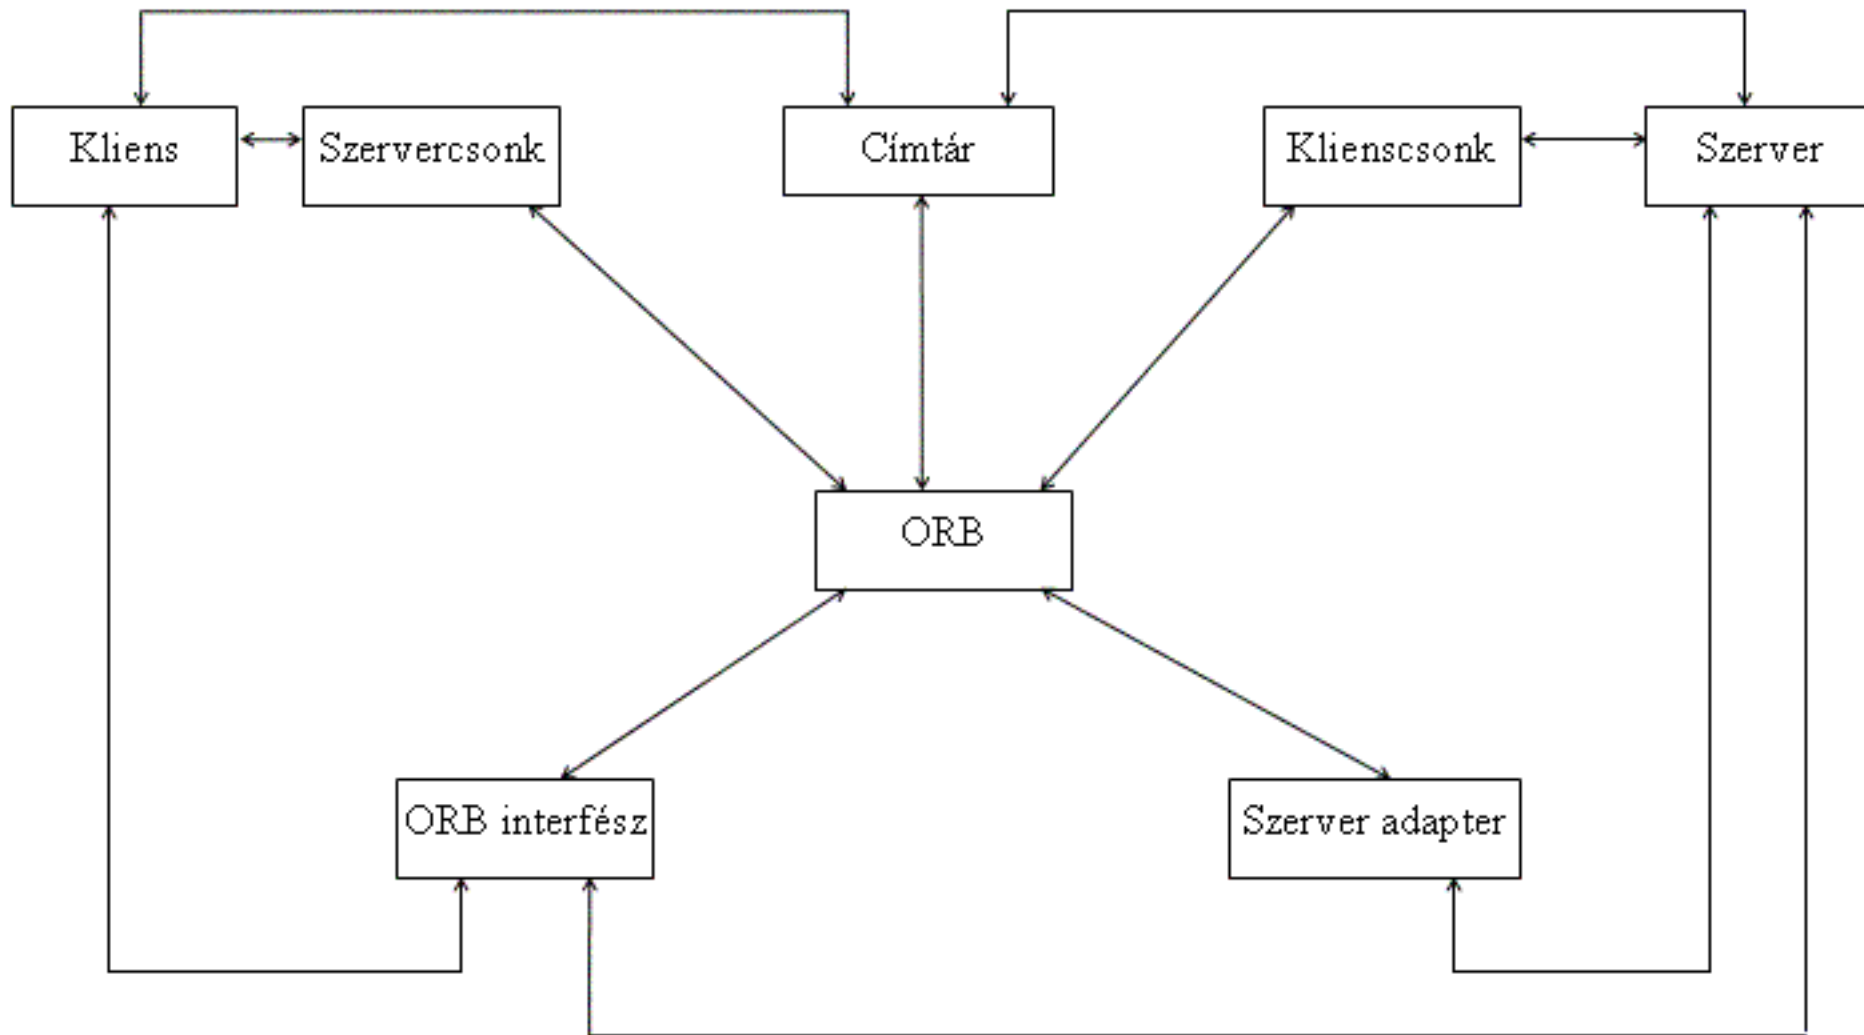 Kliens
Szervercsonk
Címtár
Klienscsonk
Szerver
ORB
ORB interfész
Szerver adapter